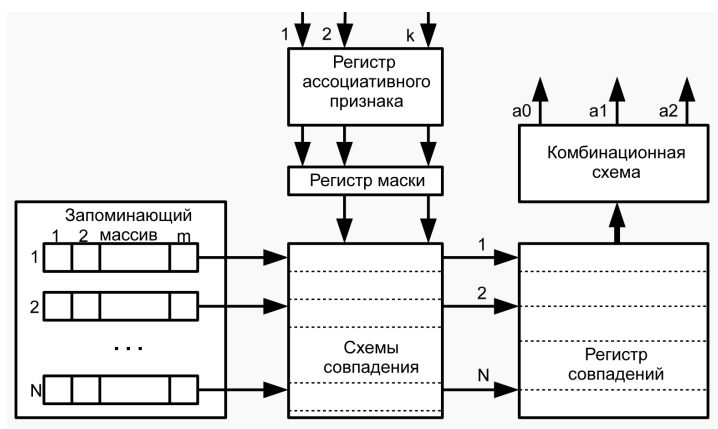 1 2 k
Регистр
ассоциативного
признака
a0 a1 a2
Комбинационная
схема
Регистр маски
Запоминающий
массив
1 2 m
1
2
...
N
1
2
N
Схемы
совпадения
Регистр
совпадений